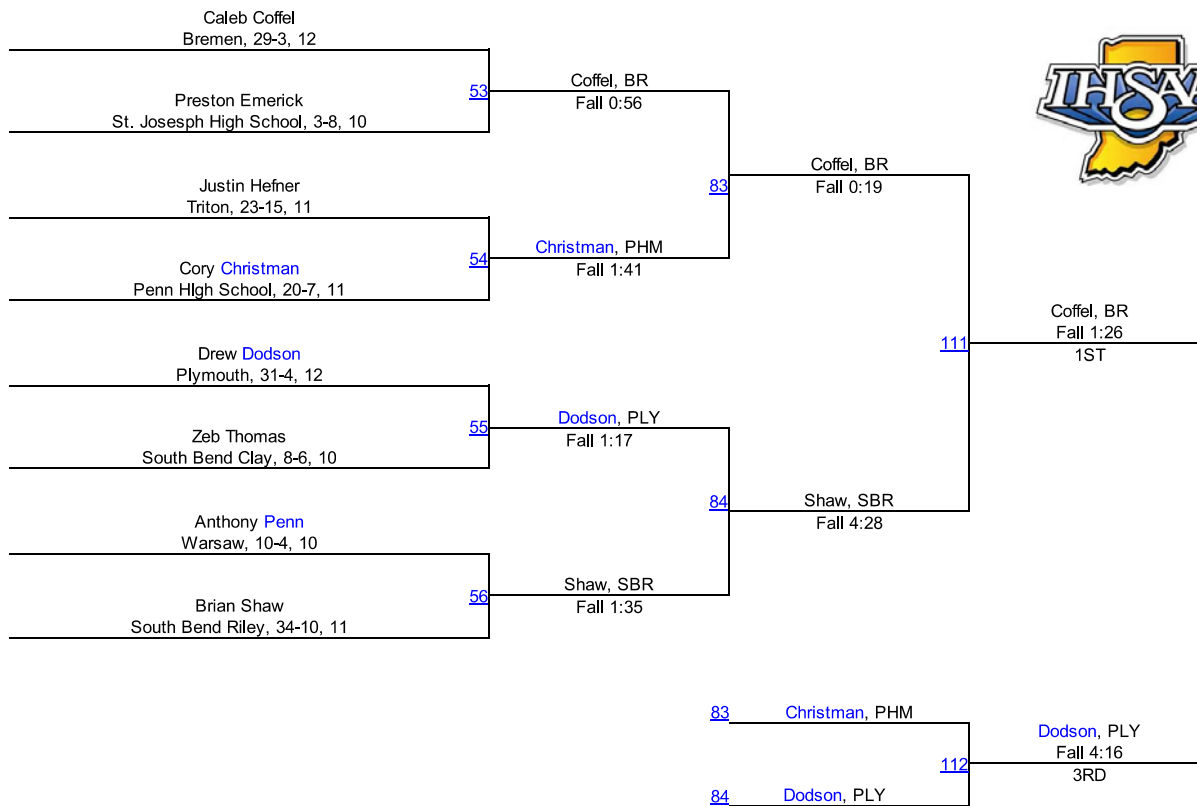 Caleb Coffel
Bremen, 29-3, 12
53
Coffel, BR
Fall 0:56
Preston Emerick
St. Josesph High School, 3-8, 10
IHSAA
83
Coffel, BR
Fall 0:19
Justin Hefner
Triton, 23-15, 11
54
Christman, PHM
Fall 1:41
Cory Christman
Penn HIgh School, 20-7, 11
111
Coffel, BR
Fall 1:26
1ST
Drew Dodson
Plymouth, 31-4, 12
55
Dodson, PLY
Fall 1:17
Zeb Thomas
South Bend Clay, 8-6, 10
84
Shaw, SBR
Fall 4:28
Anthony Penn
Warsaw, 10-4, 10
56
Shaw, SBR
Fall 1:35
Brian Shaw
South Bend Riley, 34-10, 11
83
Christman, PHM
112
Dodson, PLY
Fall 4:16
3RD
84
Dodson, PLY